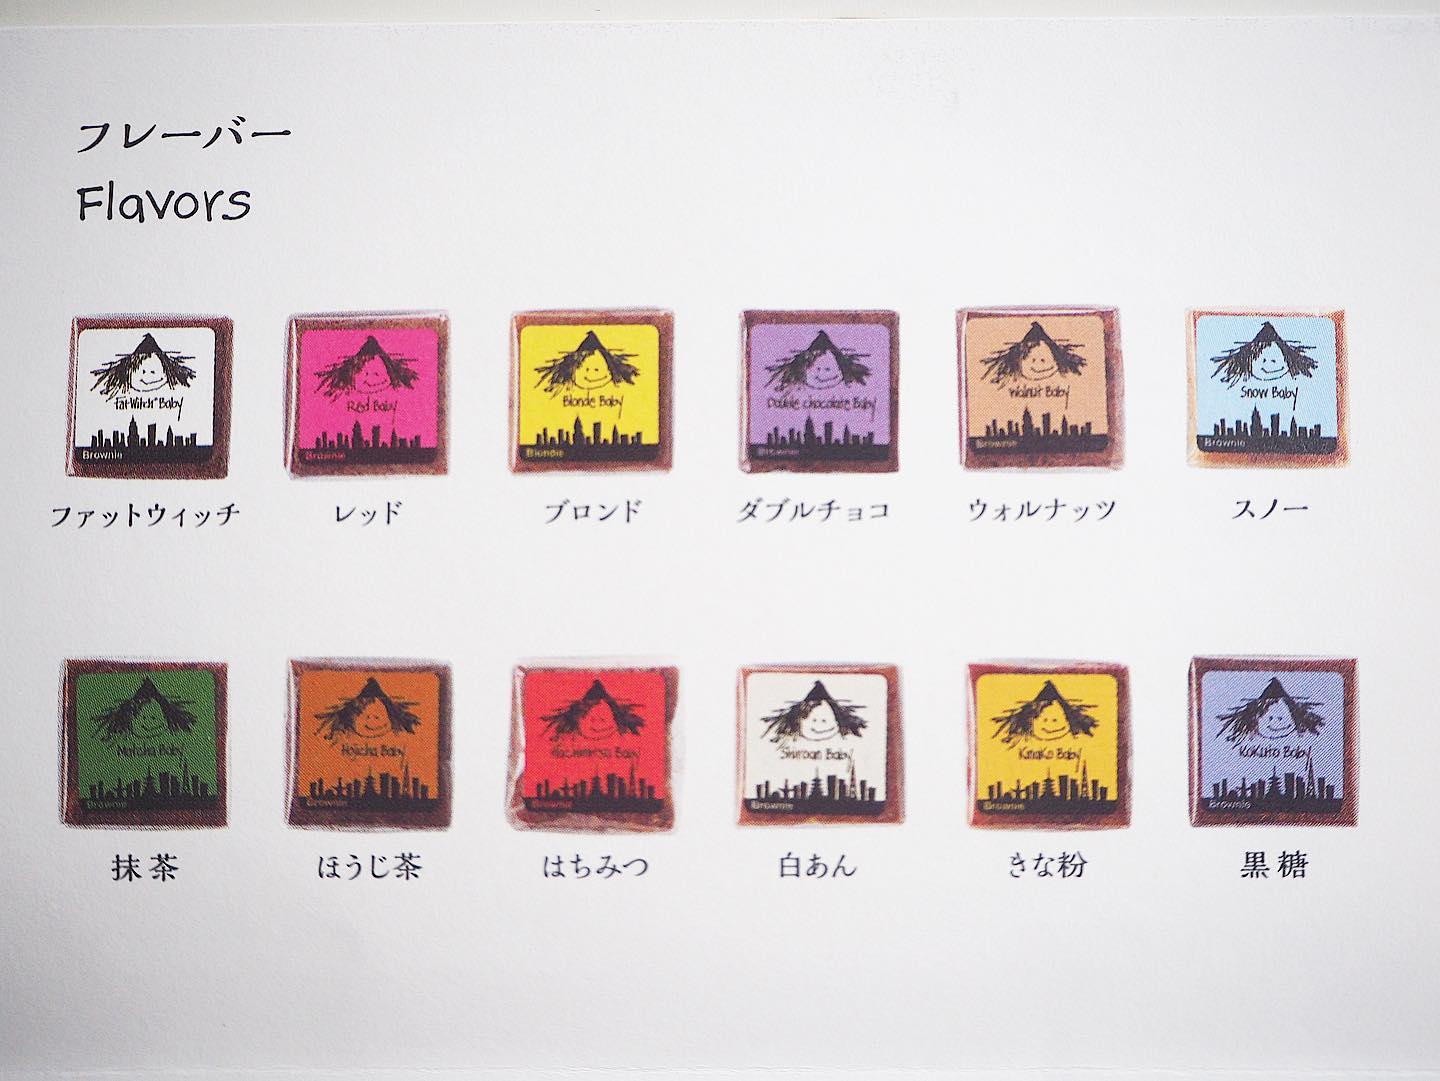 フレーバー
Flavors
Fat Witch Baby
Brownie
Red Baby
Brownie
Blonde Baby
Blondie
Double Chocolate Baby
Brownie
Walnut Baby
Brownie
Snow Baby
Brownie
ファットウィッチ
レッド
ブロンド
ダブルチョコ
ウォルナッツ
スノー
Matcha Baby
Brownie
Hojicha Baby
Brownie
Hachimitsu Baby
Brownie
Shiroan Baby
Brownie
Kinako Baby
Brownie
Kokuto Baby
Brownie
抹茶
ほうじ茶
はちみつ
白あん
きな粉
黒糖